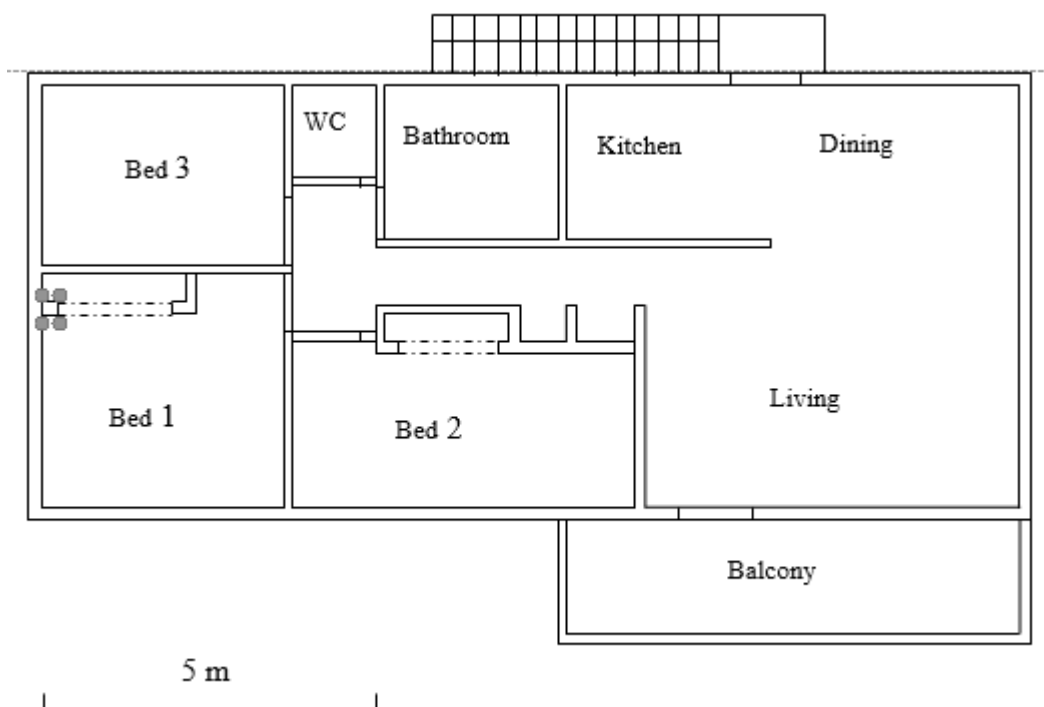 WC
Bathroom
Kitchen
Dining
Bed 3
Bed 1
Bed 2
Living
Balcony
5 m